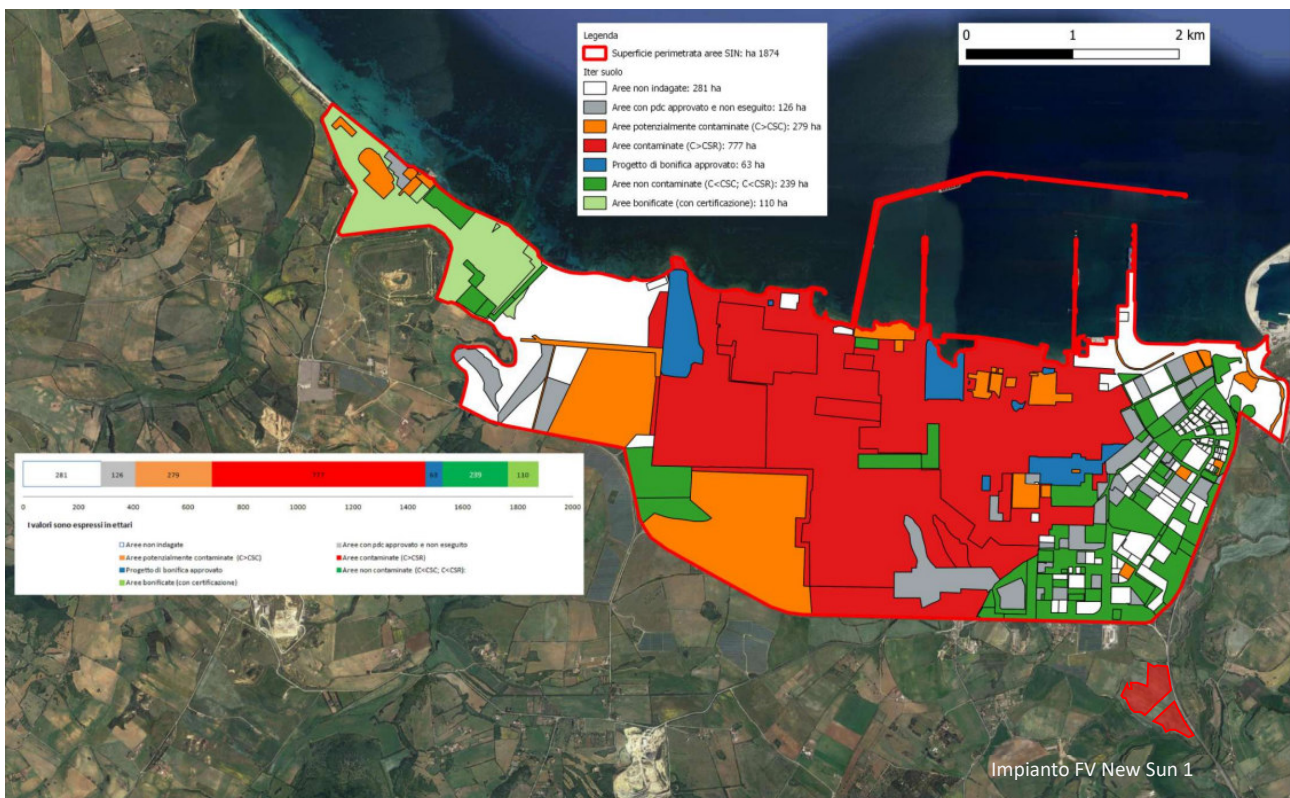 Legenda
Superficie perimetrata aree SIN: ha 1874
Iter suolo
Aree non indagate: 281 ha
Aree con pdc approvato e non eseguito: 126 ha
Aree potenzialmente contaminate (C>CSC): 279 ha
Aree contaminate (C>CSR): 777 ha
Progetto di bonifica approvato: 63 ha
Aree non contaminate (C<CSC; C<CSR): 239 ha
Aree bonificate (con certificazione): 110 ha
0 1 2 km
281 126 279 777 63 239 110
0 200 400 600 800 1000 1200 1400 1600 1800 2000
I valori sono espressi in ettari
Aree non indagate
Aree con pdc approvato e non eseguito
Aree potenzialmente contaminate (C>CSC)
Aree contaminate (C>CSR)
Progetto di bonifica approvato
Aree non contaminate (C<CSC; C<CSR):
Aree bonificate (con certificazione)
Impianto FV New Sun 1